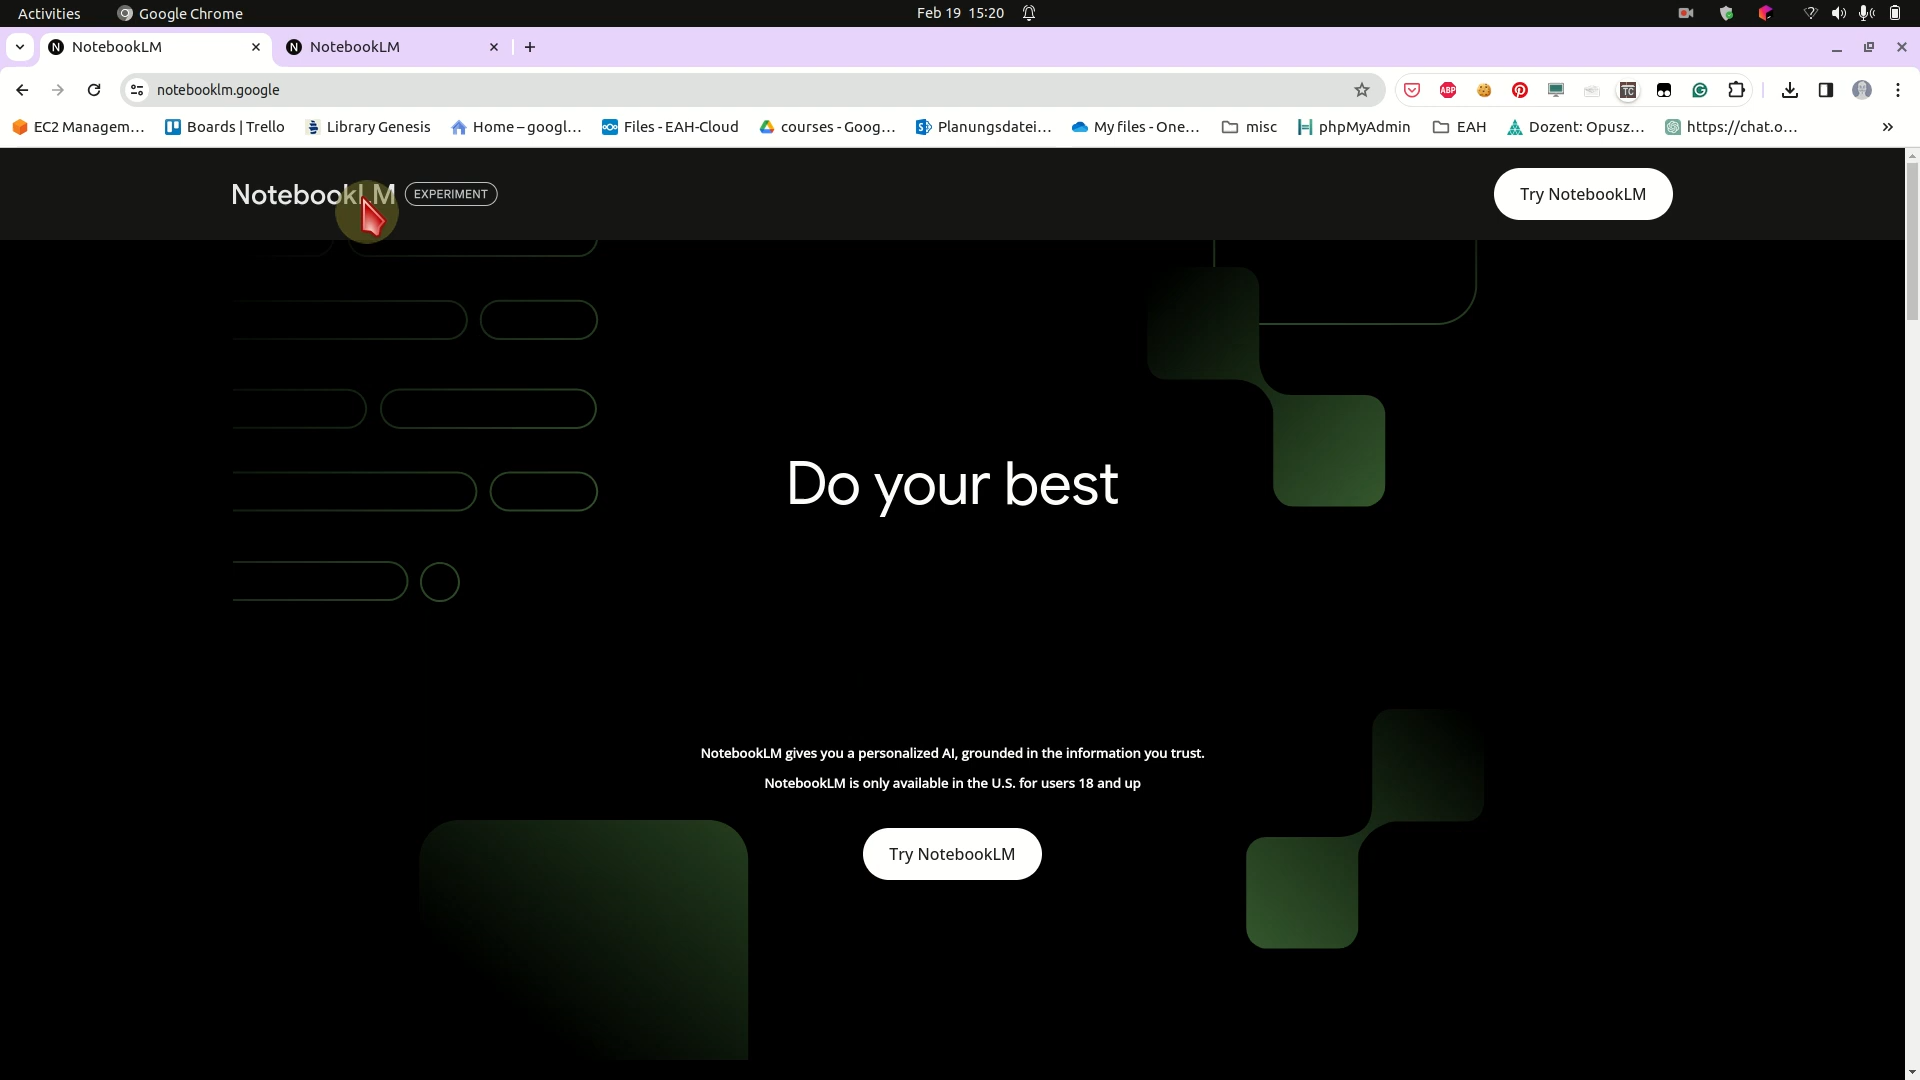 Activities
Google Chrome
Feb 19 15:20
NotebookLM
NotebookLM
notebooklm.google
ABP
TC
EC2 Managem...
Boards | Trello
Library Genesis
Home – googl...
Files - EAH-Cloud
courses - Goog...
Planungsdatei...
My files - One...
misc
phpMyAdmin
EAH
Dozent: Opusz...
https://chat.o...
»
NotebookLM
EXPERIMENT
Try NotebookLM
Do your best
NotebookLM gives you a personalized AI, grounded in the information you trust.
NotebookLM is only available in the U.S. for users 18 and up
Try NotebookLM